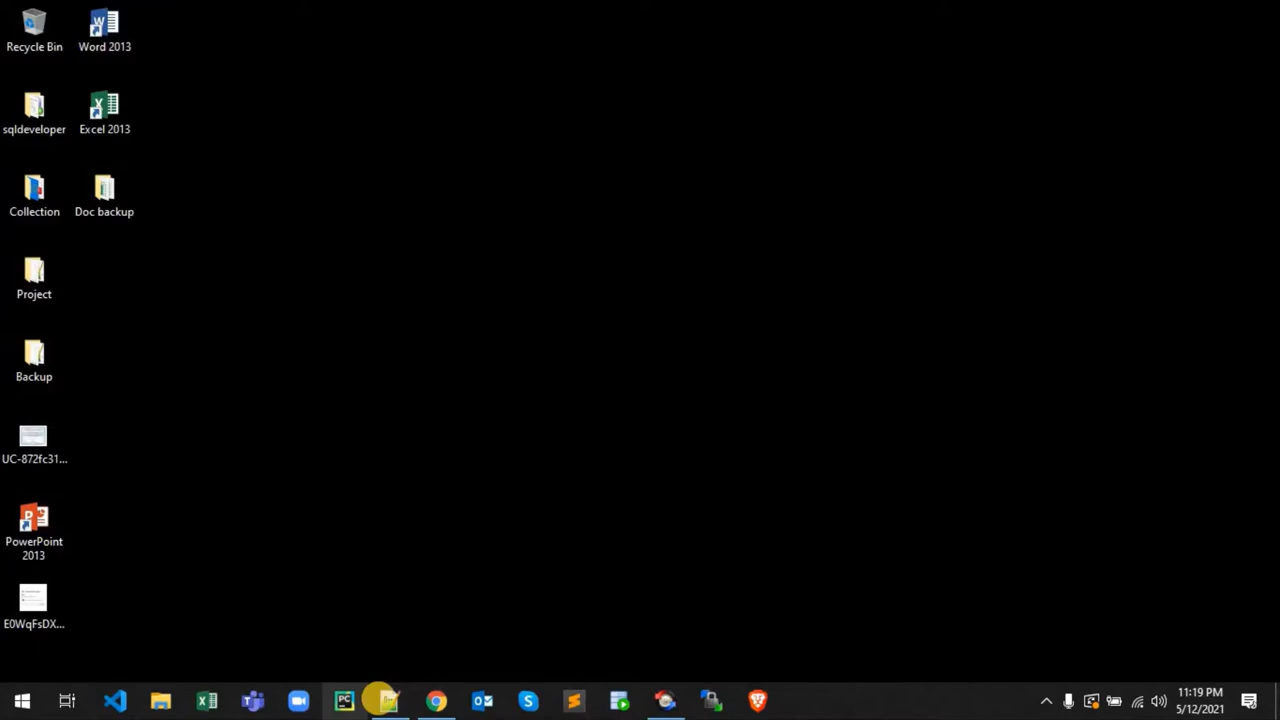 Recycle Bin
Word 2013
sqldeveloper
Excel 2013
Collection
Doc backup
Project
Backup
UC-872fc31...
PowerPoint
2013
E0WqFsDX...
PC
11:19 PM
5/12/2021